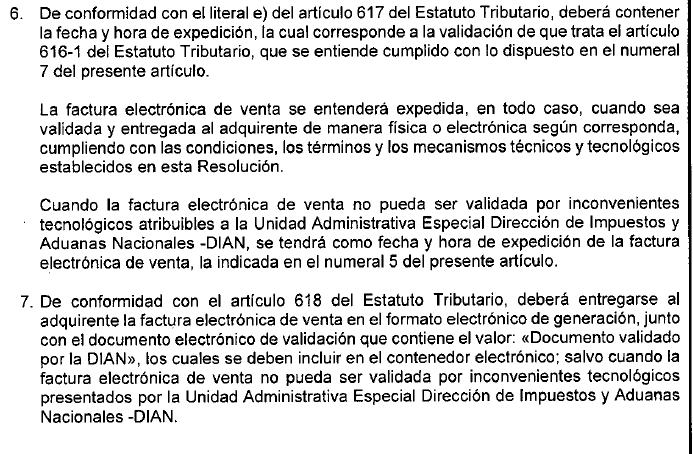 6. De conformidad con el literal e) del artículo 617 del Estatuto Tributario, deberá contener
la fecha y hora de expedición, la cual corresponde a la validación de que trata el artículo
616-1 del Estatuto Tributario, que se entiende cumplido con lo dispuesto en el numeral
7 del presente artículo.
La factura electrónica de venta se entenderá expedida, en todo caso, cuando sea
validada y entregada al adquirente de manera física o electrónica según corresponda,
cumpliendo con las condiciones, los términos y los mecanismos técnicos y tecnológicos
establecidos en esta Resolución.
Cuando la factura electrónica de venta no pueda ser validada por inconvenientes
tecnológicos atribuibles a la Unidad Administrativa Especial Dirección de Impuestos y
Aduanas Nacionales -DIAN, se tendrá como fecha y hora de expedición de la factura
electrónica de venta, la indicada en el numeral 5 del presente artículo.
7. De conformidad con el artículo 618 del Estatuto Tributario, deberá entregarse al
adquirente la factura electrónica de venta en el formato electrónico de generación, junto
con el documento electrónico de validación que contiene el valor: «Documento validado
por la DIAN», los cuales se deben incluir en el contenedor electrónico; salvo cuando la
factura electrónica de venta no pueda ser validada por inconvenientes tecnológicos
presentados por la Unidad Administrativa Especial Dirección de Impuestos y Aduanas
Nacionales -DIAN.